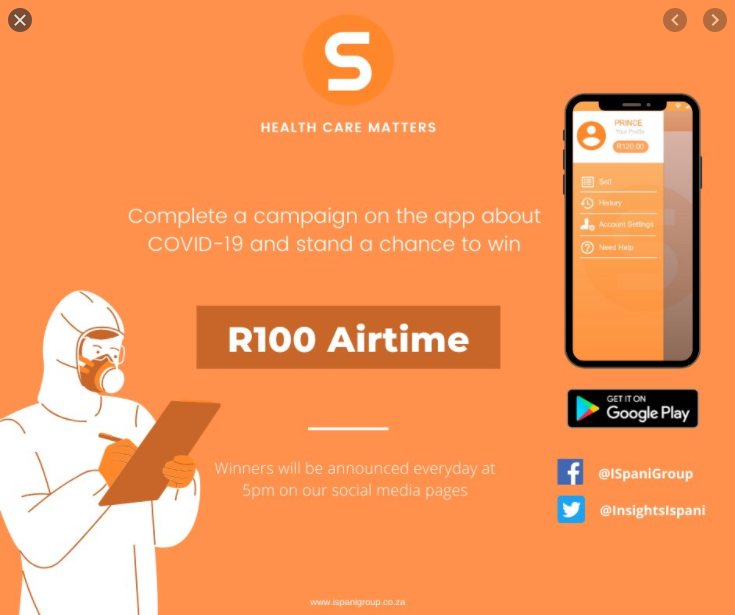 S
HEALTH CARE MATTERS
Complete a campaign on the app about
COVID-19 and stand a chance to win
R100 Airtime
Winners will be announced everyday at
5pm on our social media pages
PRINCE
Your Profile
R120.00
Sell
History
Account Settings
Need Help
GET IT ON
Google Play
@ISpaniGroup
@InsightsIspani
www.ispanigroup.co.za